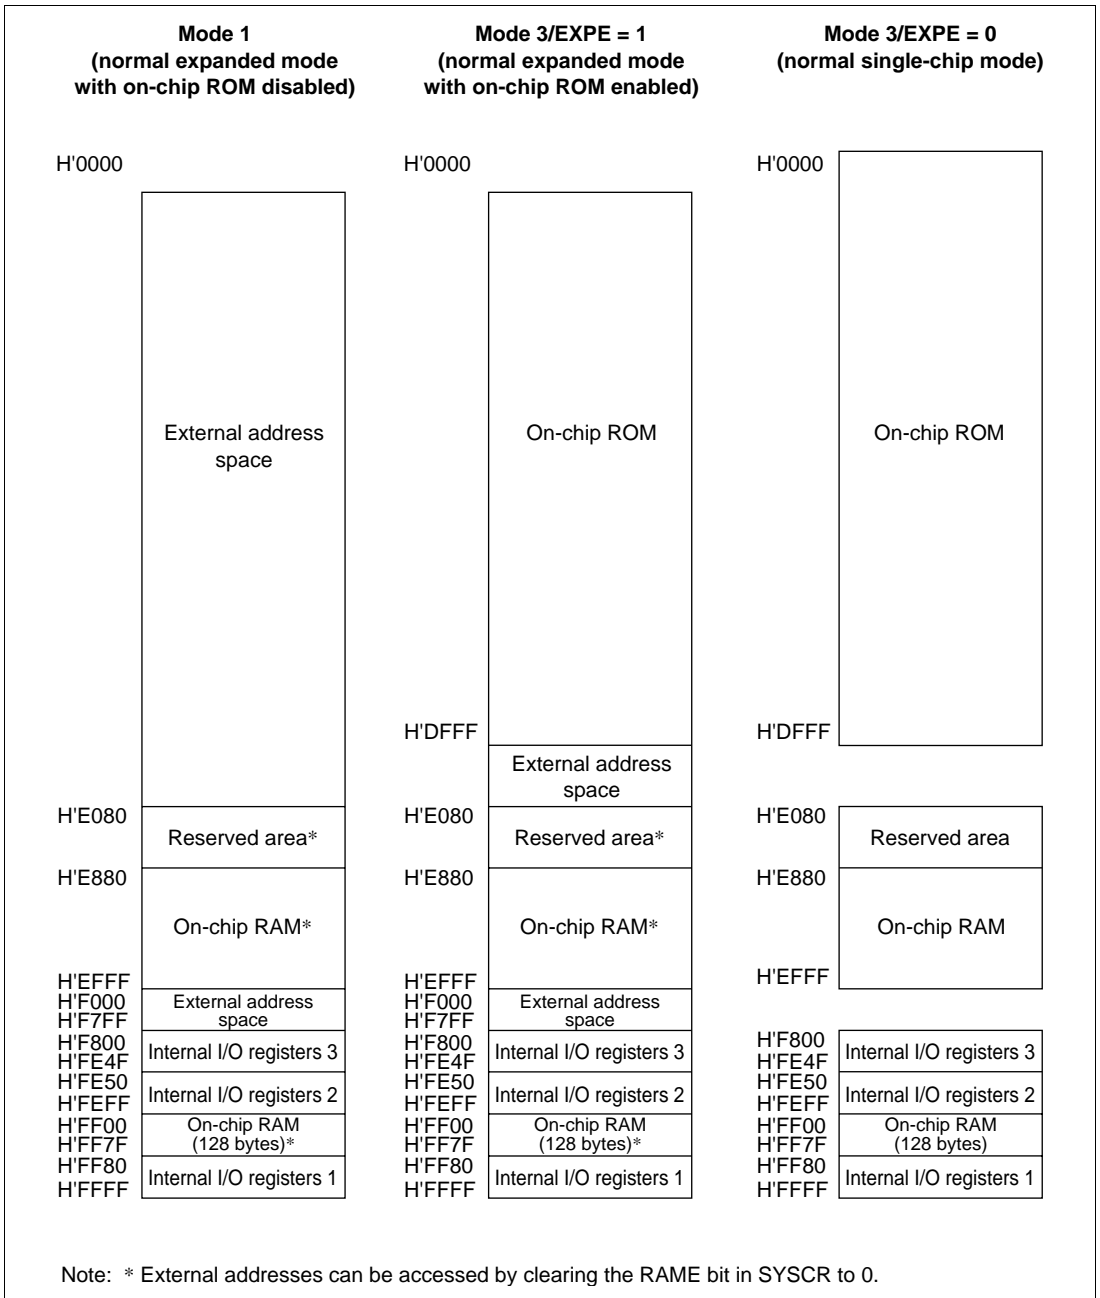 Mode 1
(normal expanded mode
with on-chip ROM disabled)
H'0000
External address
space
H'E080
Reserved area*
H'E880
On-chip RAM*
H'EFFF
H'F000
External address
space
H'F7FF
H'F800
Internal I/O registers 3
H'FE4F
H'FE50
Internal I/O registers 2
H'FEFF
H'FF00
On-chip RAM
(128 bytes)*
H'FF7F
H'FF80
Internal I/O registers 1
H'FFFF
Mode 3/EXPE = 1
(normal expanded mode
with on-chip ROM enabled)
H'0000
On-chip ROM
H'DFFF
External address
space
H'E080
Reserved area*
H'E880
On-chip RAM*
H'EFFF
H'F000
External address
space
H'F7FF
H'F800
Internal I/O registers 3
H'FE4F
H'FE50
Internal I/O registers 2
H'FEFF
H'FF00
On-chip RAM
(128 bytes)*
H'FF7F
H'FF80
Internal I/O registers 1
H'FFFF
Mode 3/EXPE = 0
(normal single-chip mode)
H'0000
On-chip ROM
H'DFFF
H'E080
Reserved area
H'E880
On-chip RAM
H'EFFF
H'F800
Internal I/O registers 3
H'FE4F
H'FE50
Internal I/O registers 2
H'FEFF
H'FF00
On-chip RAM
(128 bytes)
H'FF7F
H'FF80
Internal I/O registers 1
H'FFFF
Note: * External addresses can be accessed by clearing the RAME bit in SYSCR to 0.